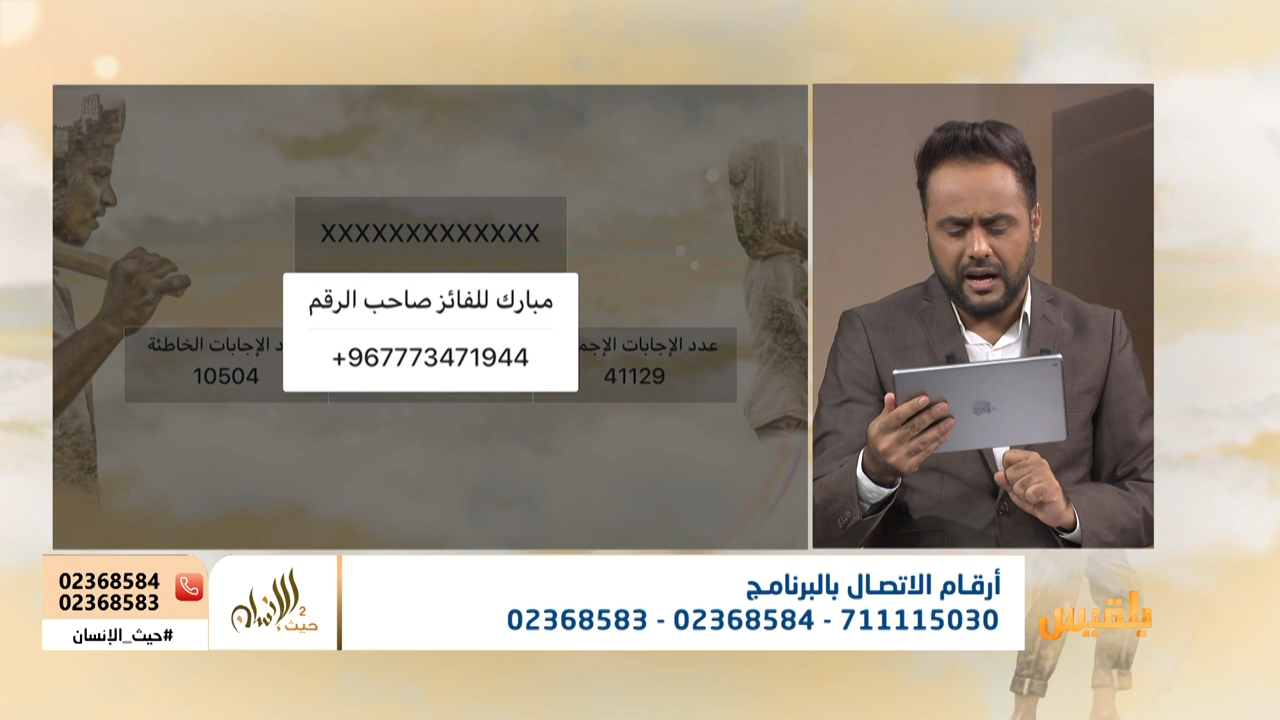 XXXXXXXXXXXXX
مبارك للفائز صاحب الرقم
+967773471944
عدد الإجابات
41129
الإجابات الخاطئة
10504
أرقام الاتصال بالبرنامج
02368583 - 02368584 - 711115030
02368584
02368583
#حيث_الإنسان
حيث الإنسان 2
بلقيس